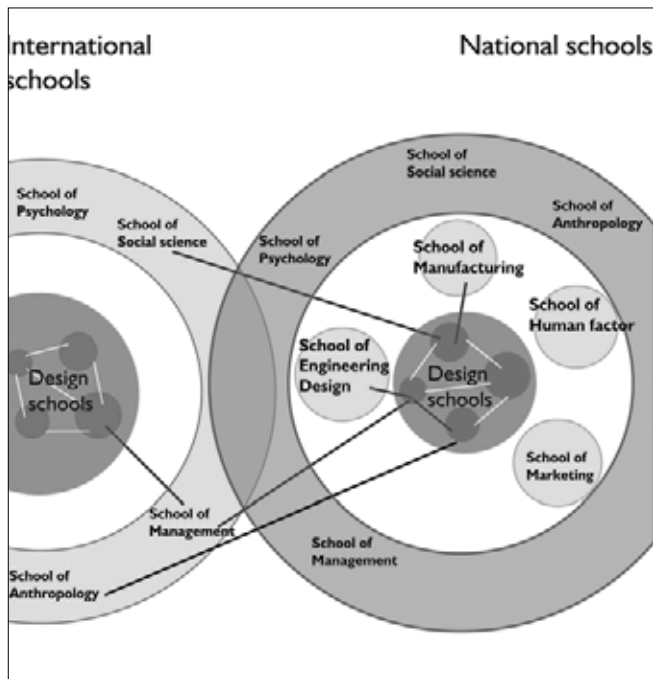 International
schools
National schools
School of
Psychology
School of
Social science
Design
schools
School of
Management
School of
Anthropology
School of
Social science
School of
Anthropology
School of
Psychology
School of
Manufacturing
School of
Human factor
School of
Engineering
Design
Design
schools
School of
Marketing
School of
Management